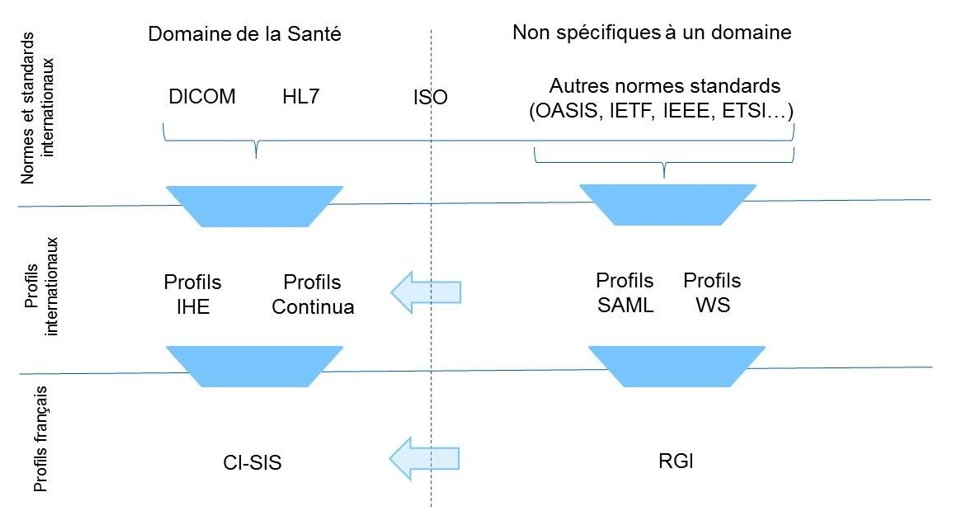 Domaine de la Santé
Non spécifiques à un domaine
Normes et standards
internationaux
DICOM
HL7
ISO
Autres normes standards
(OASIS, IETF, IEEE, ETSI…)
Profils
internationaux
Profils
IHE
Profils
Continua
Profils
SAML
Profils
WS
Profils français
CI-SIS
RGI